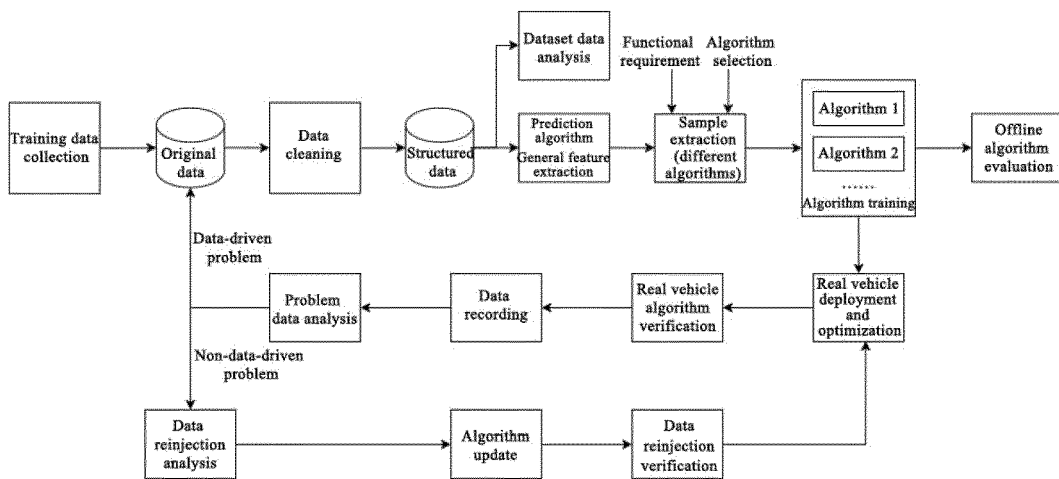 Dataset data
analysis
Functional
requirement
Algorithm
selection
Training data
collection
Original
data
Data
cleaning
Structured
data
Prediction
algorithm
General feature
extraction
Sample
extraction
(different
algorithms)
Algorithm 1
Algorithm 2
......
Algorithm training
Offline
algorithm
evaluation
Data-driven
problem
Problem
data analysis
Data
recording
Real vehicle
algorithm
verification
Real vehicle
deployment
and
optimization
Non-data-driven
problem
Data
reinjection
analysis
Algorithm
update
Data
reinjection
verification